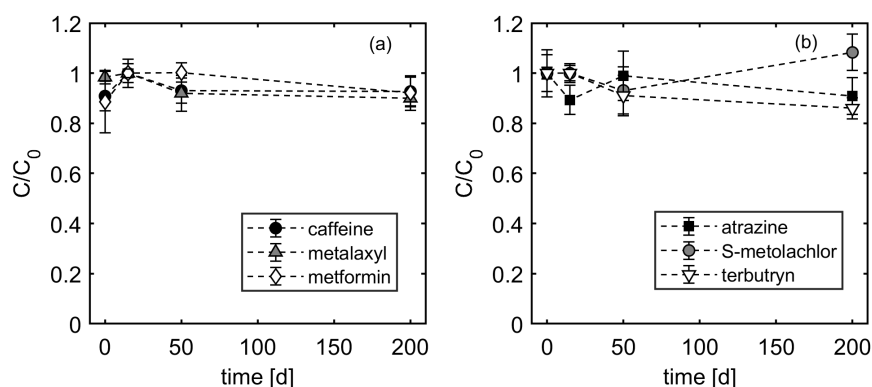 (a)
1.2
1
0.8
0.6
0.4
0.2
0
C/C0
0
50
100
150
200
time [d]
caffeine
metalaxyl
metformin
(b)
1.2
1
0.8
0.6
0.4
0.2
0
C/C0
0
50
100
150
200
time [d]
atrazine
S-metolachlor
terbutryn